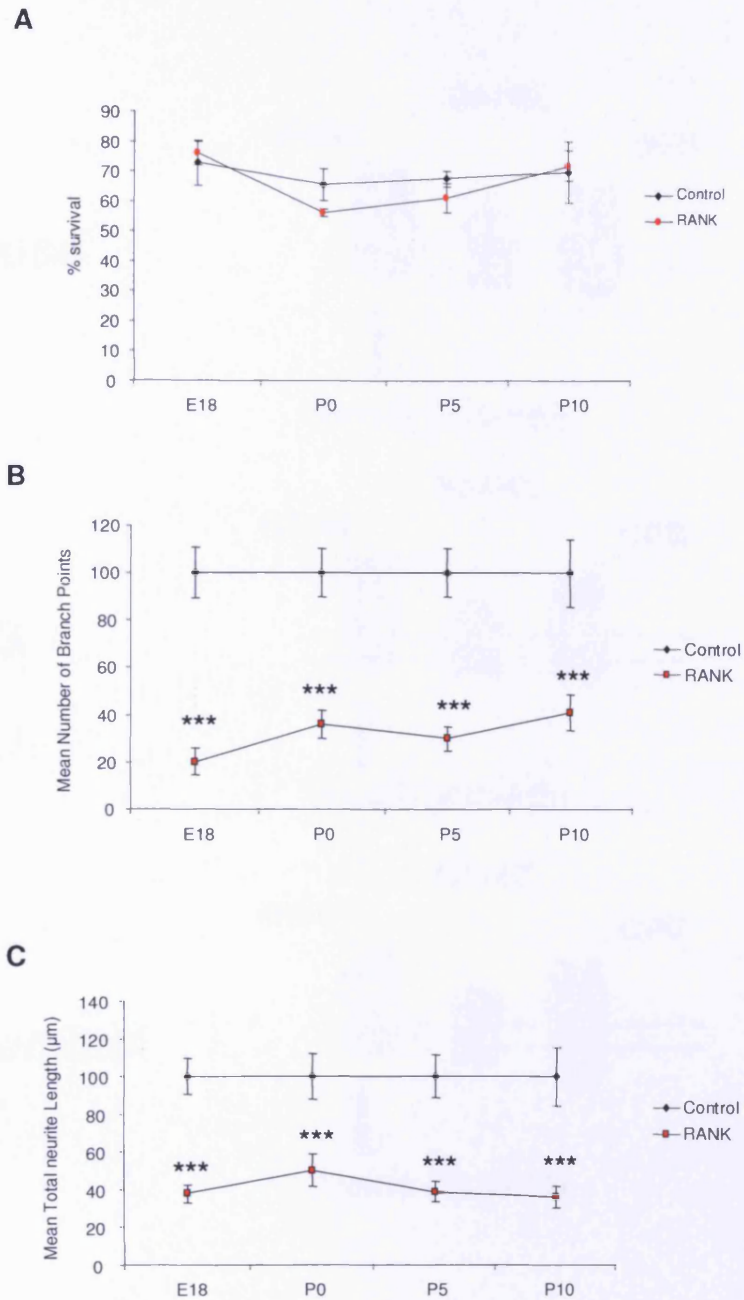 A
90
80
70
60
50
40
30
20
10
0
% survival
E18 P0 P5 P10
Control
RANK
B
120
100
80
60
40
20
0
Mean Number of Branch Points
*** *** *** ***
E18 P0 P5 P10
Control
RANK
C
140
120
100
80
60
40
20
0
Mean Total neurite Length (µm)
*** *** *** ***
E18 P0 P5 P10
Control
RANK